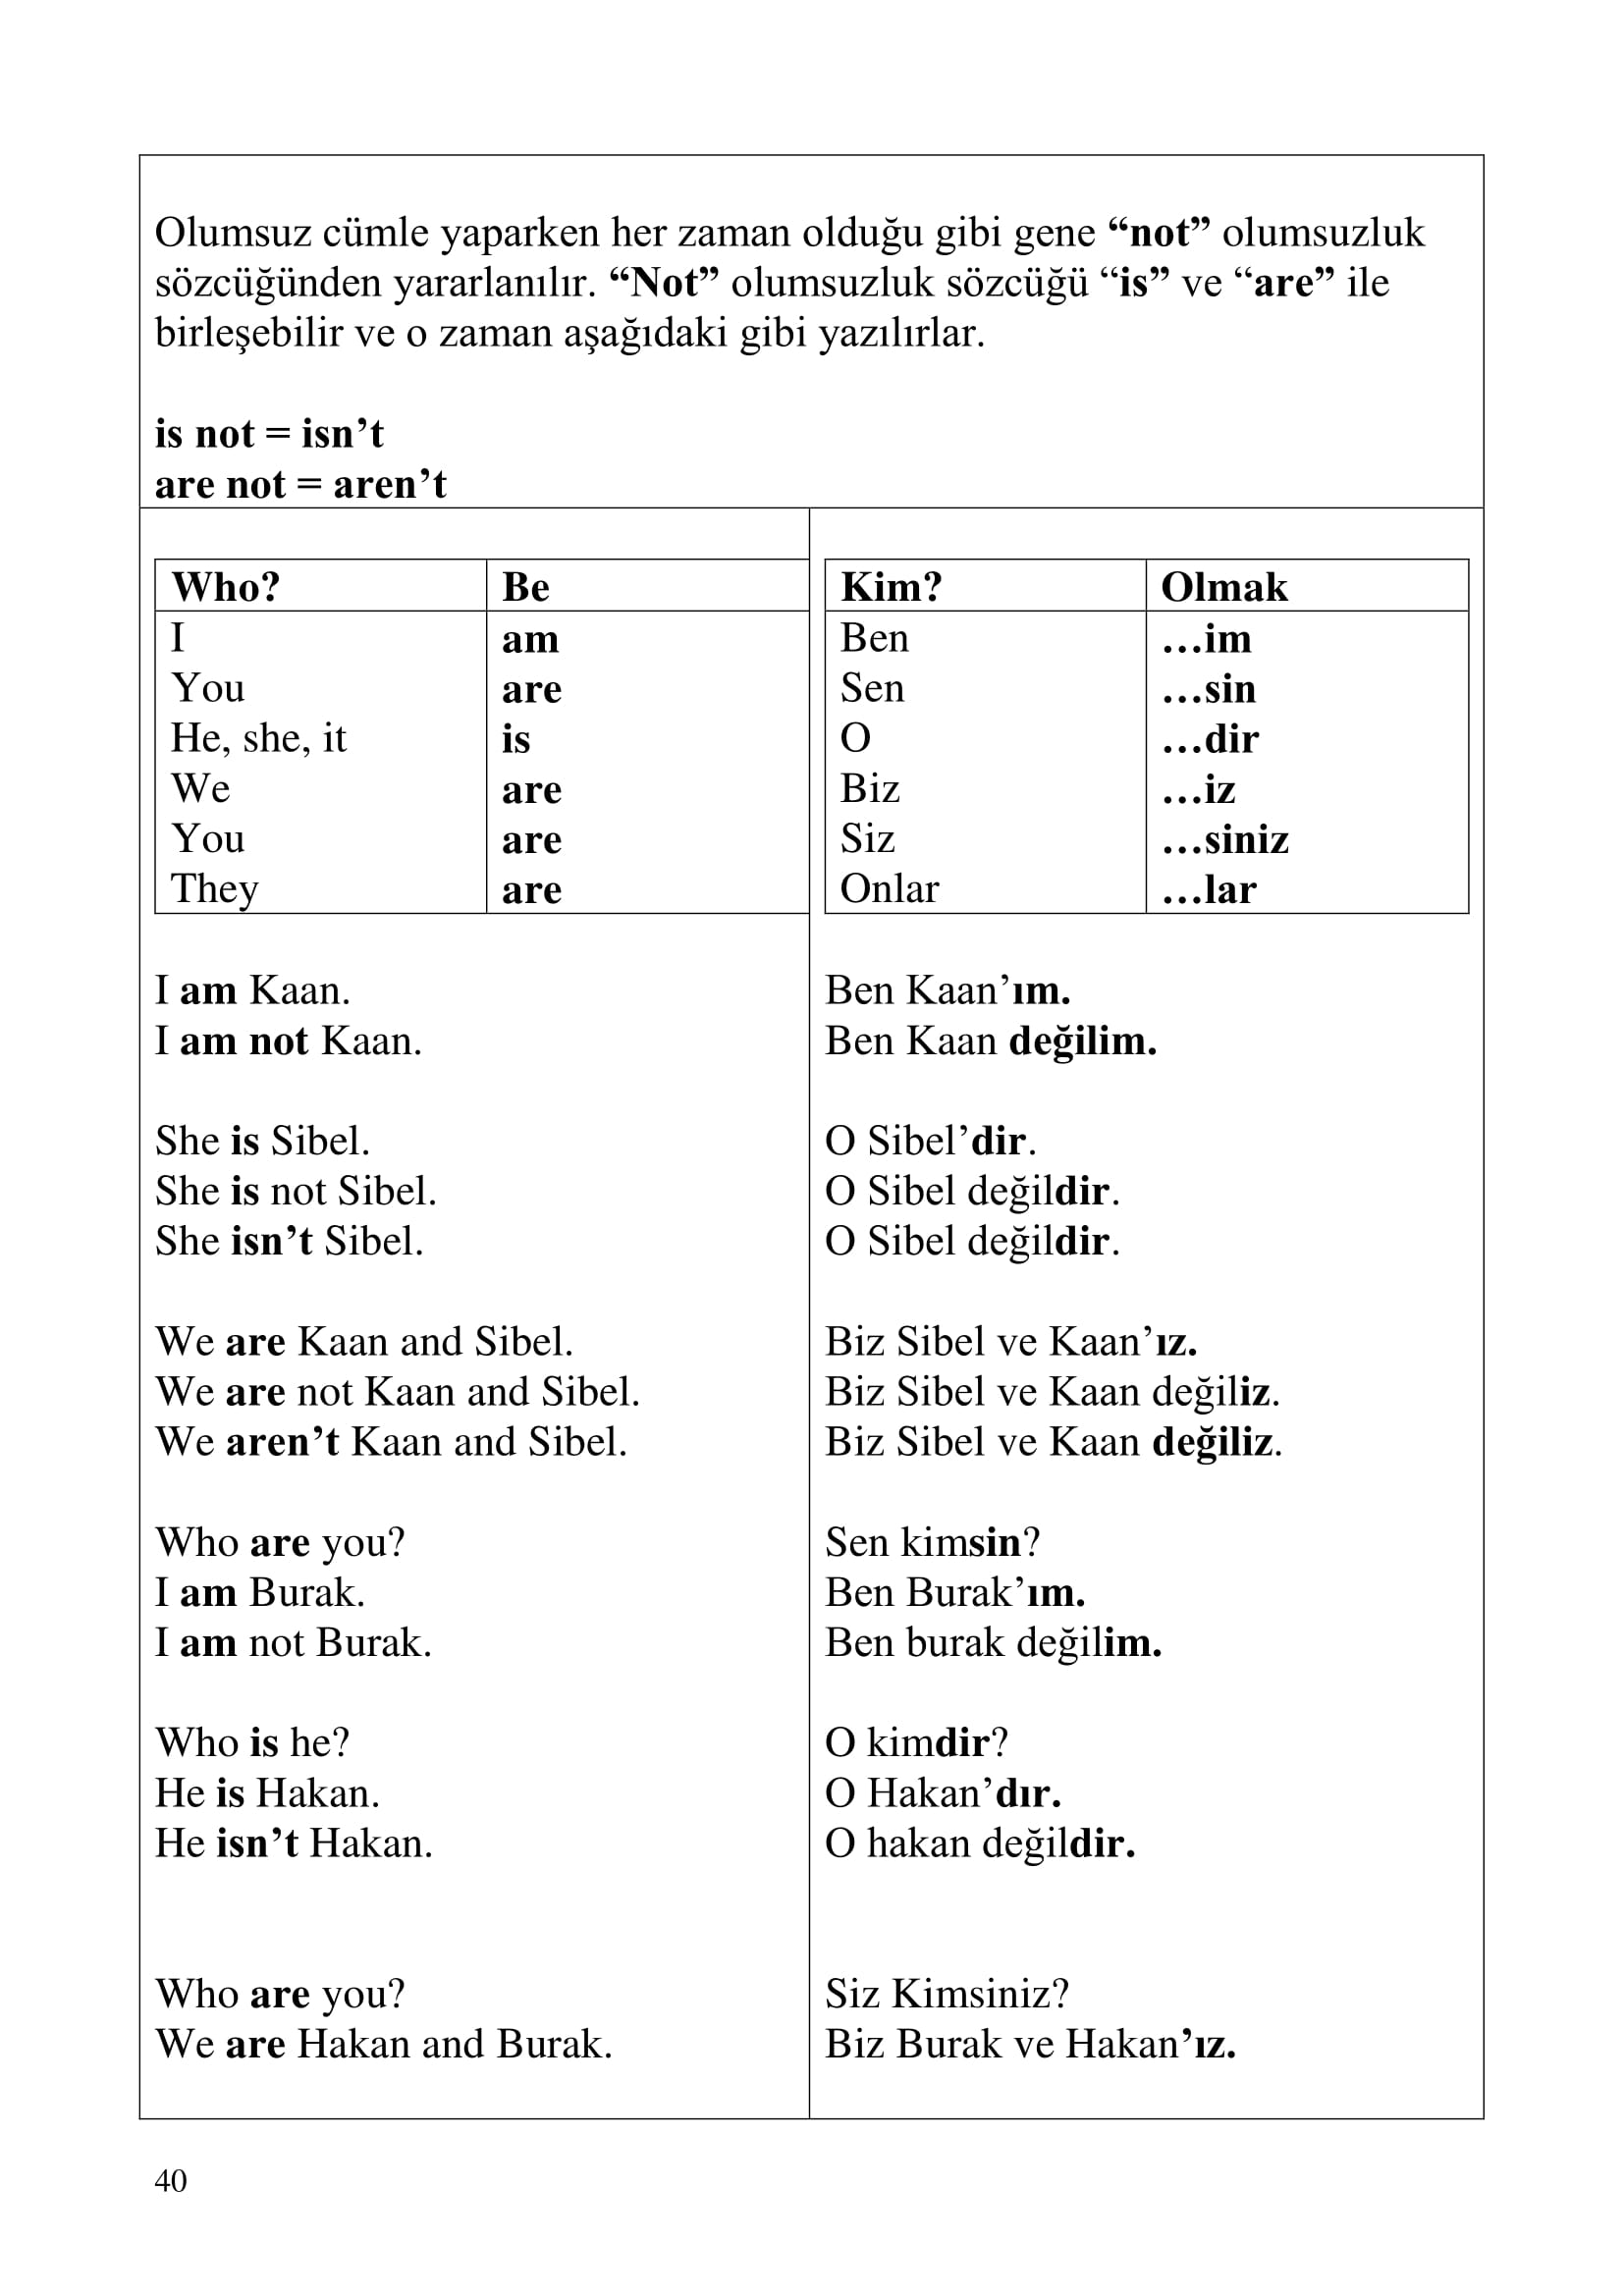 Olumsuz cümle yaparken her zaman olduğu gibi gene “not” olumsuzluk
sözcüğünden yararlanılır. “Not” olumsuzluk sözcüğü “is” ve “are” ile
birleşebilir ve o zaman aşağıdaki gibi yazılırlar.
is not = isn’t
are not = aren’t
Who? Be
I am
You are
He, she, it is
We are
You are
They are
I am Kaan.
I am not Kaan.
She is Sibel.
She is not Sibel.
She isn’t Sibel.
We are Kaan and Sibel.
We are not Kaan and Sibel.
We aren’t Kaan and Sibel.
Who are you?
I am Burak.
I am not Burak.
Who is he?
He is Hakan.
He isn’t Hakan.
Who are you?
We are Hakan and Burak.
Kim? Olmak
Ben …im
Sen …sin
O …dir
Biz …iz
Siz …siniz
Onlar …lar
Ben Kaan’ım.
Ben Kaan değilim.
O Sibel’dir.
O Sibel değildir.
O Sibel değildir.
Biz Sibel ve Kaan’ız.
Biz Sibel ve Kaan değiliz.
Biz Sibel ve Kaan değiliz.
Sen kimsin?
Ben Burak’ım.
Ben burak değilim.
O kimdir?
O Hakan’dır.
O hakan değildir.
Siz Kimsiniz?
Biz Burak ve Hakan’ız.
40